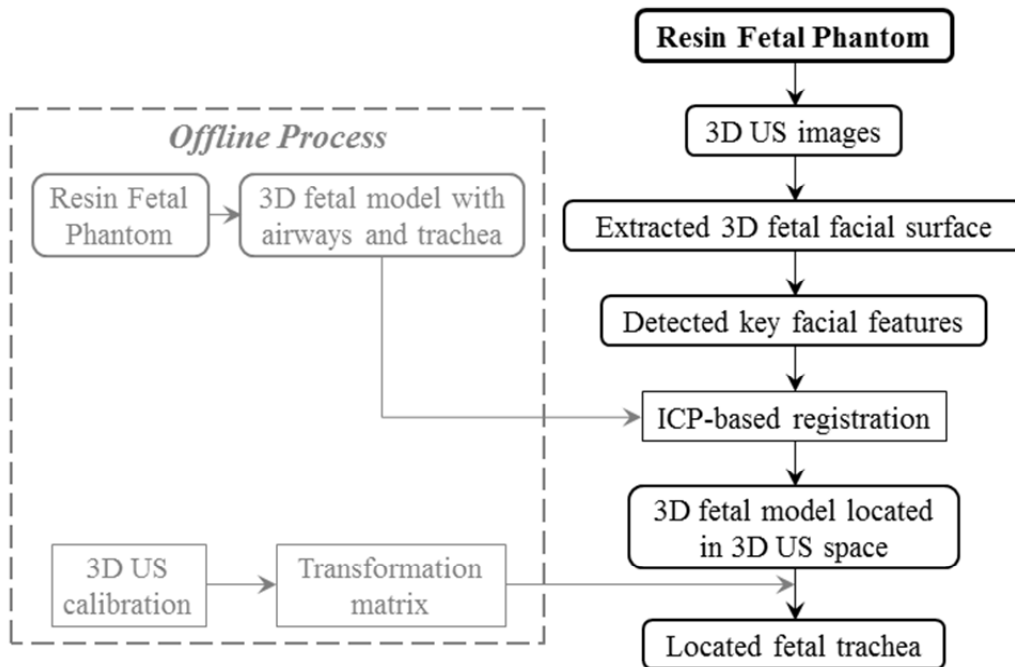 Resin Fetal Phantom
3D US images
Extracted 3D fetal facial surface
Detected key facial features
ICP-based registration
3D fetal model located
in 3D US space
Located fetal trachea
Offline Process
Resin Fetal
Phantom
3D fetal model with
airways and trachea
3D US
calibration
Transformation
matrix